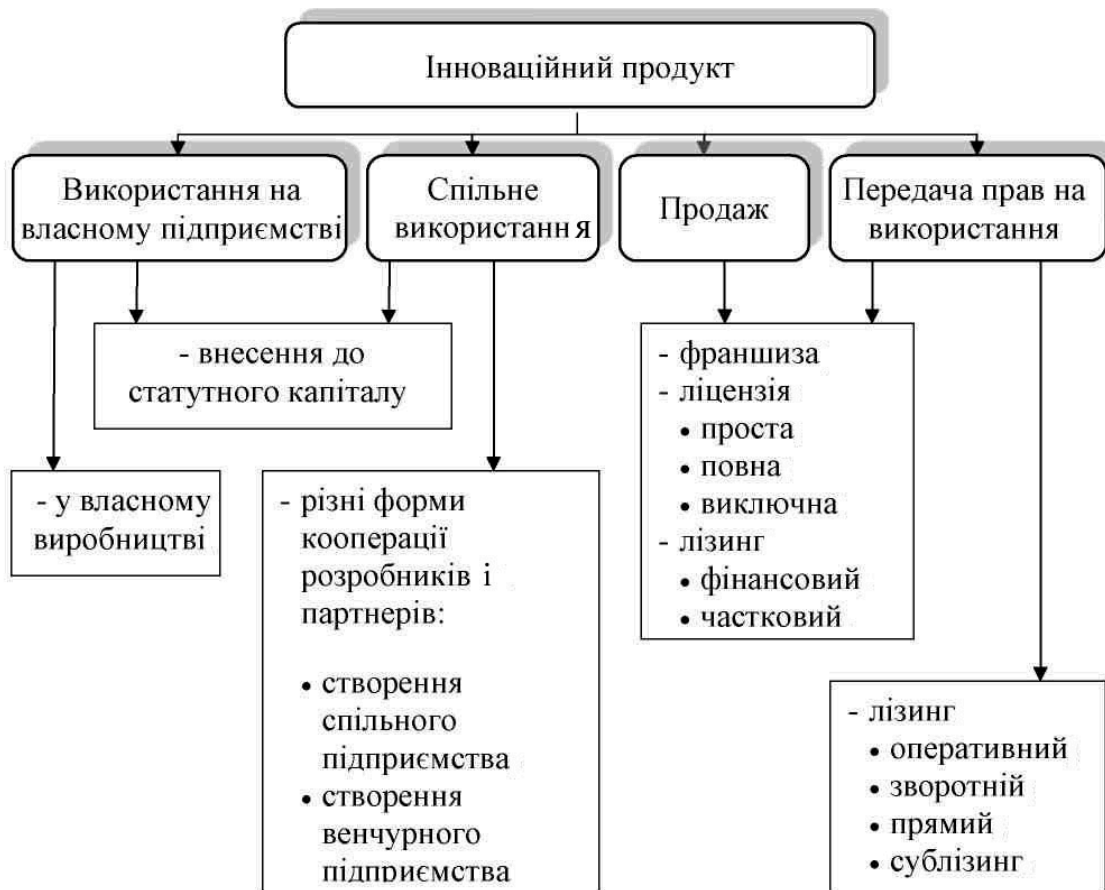 Інноваційний продукт
Використання на
власному підприємстві
Спільне
використання
Продаж
Передача прав на
використання
- внесення до
статутного капіталу
- у власному
виробництві
- різні форми
кооперації
розробників і
партнерів:
• створення
спільного
підприємства
• створення
венчурного
підприємства
- франшиза
- ліцензія
• проста
• повна
• виключна
- лізинг
• фінансовий
• частковий
- лізинг
• оперативний
• зворотній
• прямий
• сублізинг